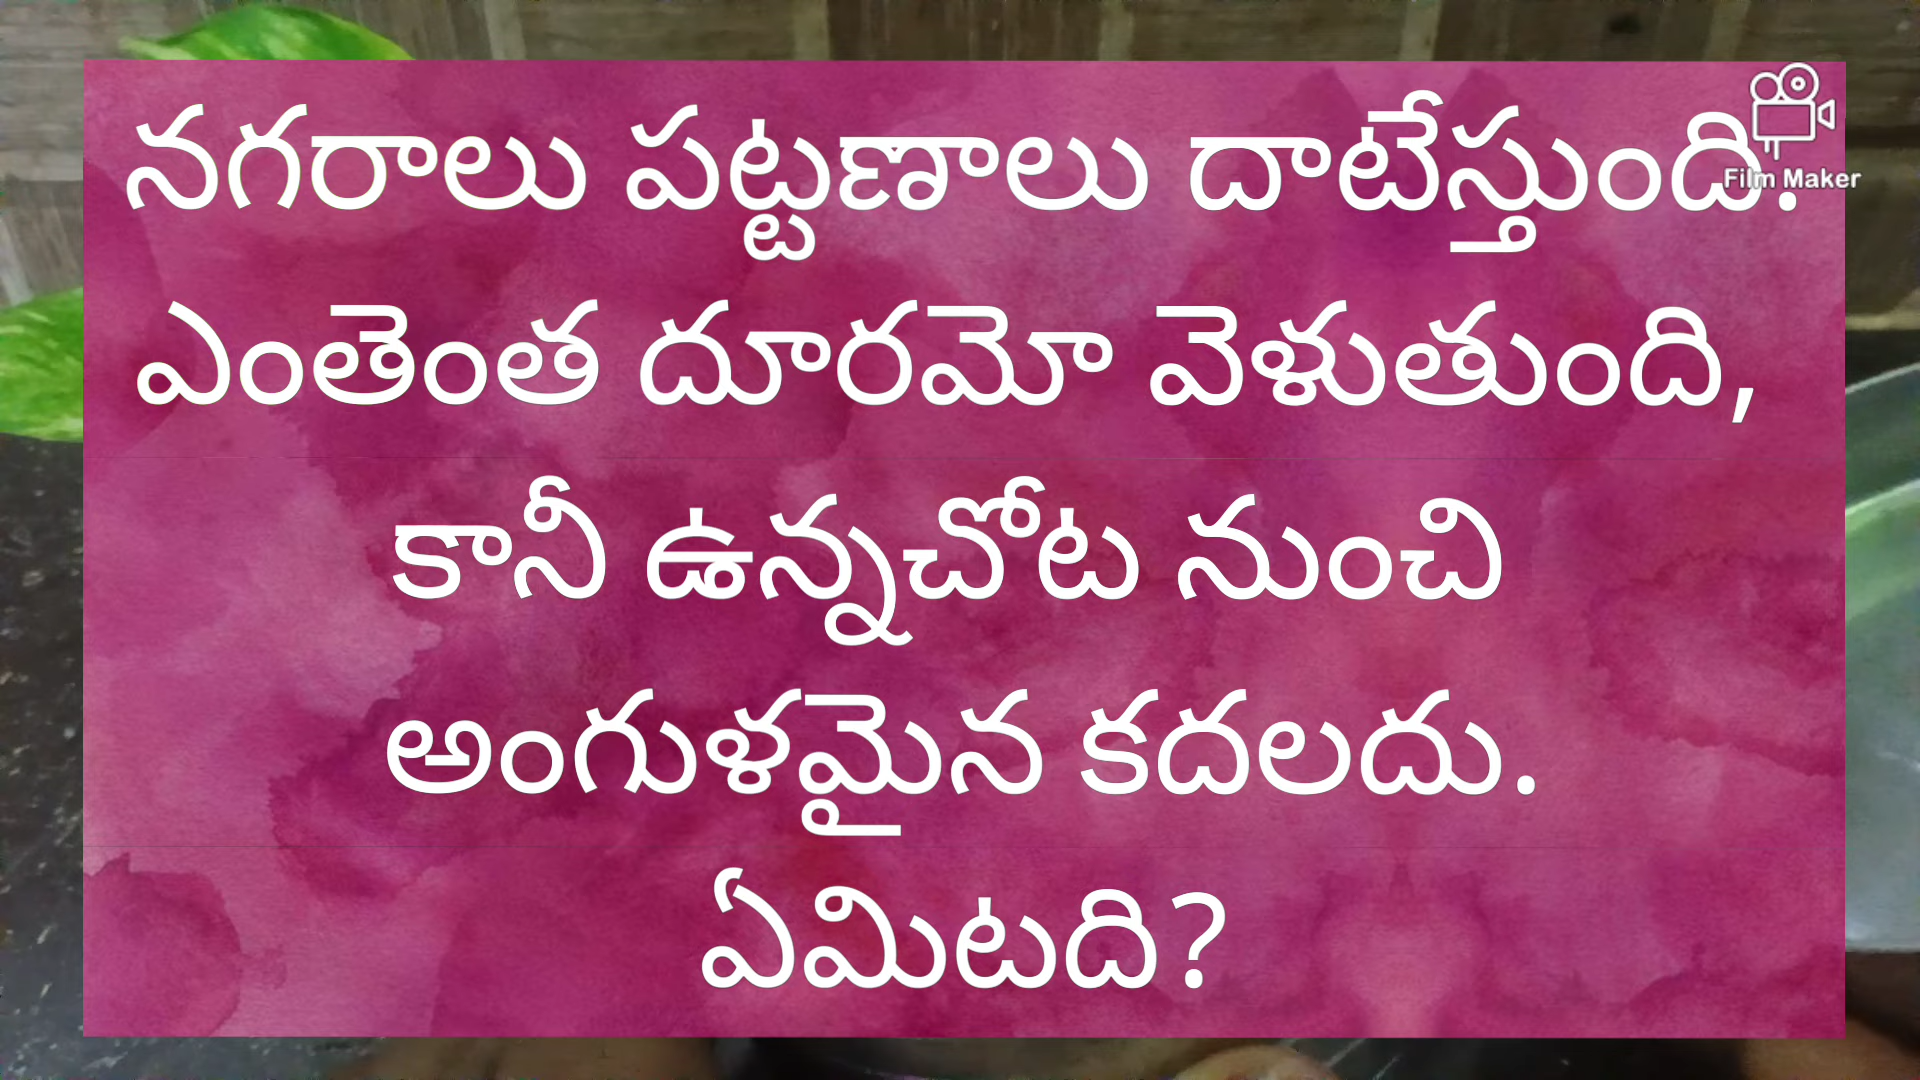 నగరాలు పట్టణాలు దాటేస్తుంది.
Film Maker
ఎంతెంత దూరమో వెళుతుంది,
కానీ ఉన్నచోట నుంచి
అంగుళమైన కదలదు.
ఏమిటది?